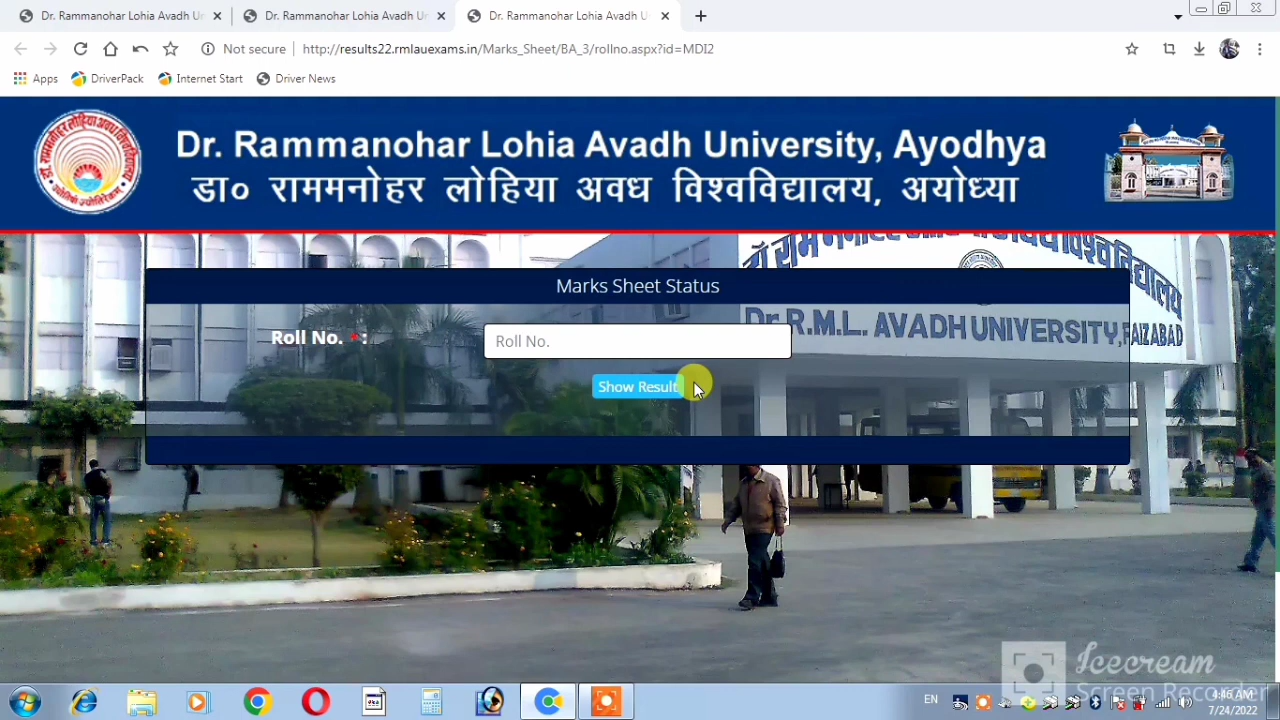 Dr. Rammanohar Lohia Avadh Un
Dr. Rammanohar Lohia Avadh Ur
Dr. Rammanohar Lohia Avadh U
Not secure
http://results22.rmlauexams.in/Marks_Sheet/BA_3/rollno.aspx?id=MDI2
Apps
DriverPack
Internet Start
Driver News
Dr. Rammanohar Lohia Avadh University, Ayodhya
डा० राममनोहर लोहिया अवध विश्वविद्यालय, अयोध्या
Marks Sheet Status
Dr. R.M.L. AVADH UNIVERSITY, FAIZABAD
Roll No. *:
Roll No.
Show Result
Icecream
Screen Recorder
EN
4:46 AM
7/24/2022